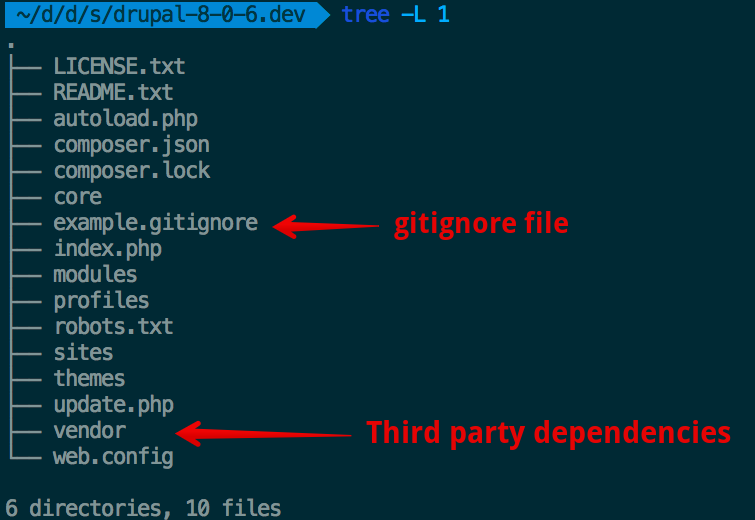 ~/d/d/s/drupal-8-0-6.dev tree -L 1
.
├── LICENSE.txt
├── README.txt
├── autoload.php
├── composer.json
├── composer.lock
├── core
├── example.gitignore gitignore file
├── index.php
├── modules
├── profiles
├── robots.txt
├── sites
├── themes
├── update.php
├── vendor Third party dependencies
└── web.config
6 directories, 10 files